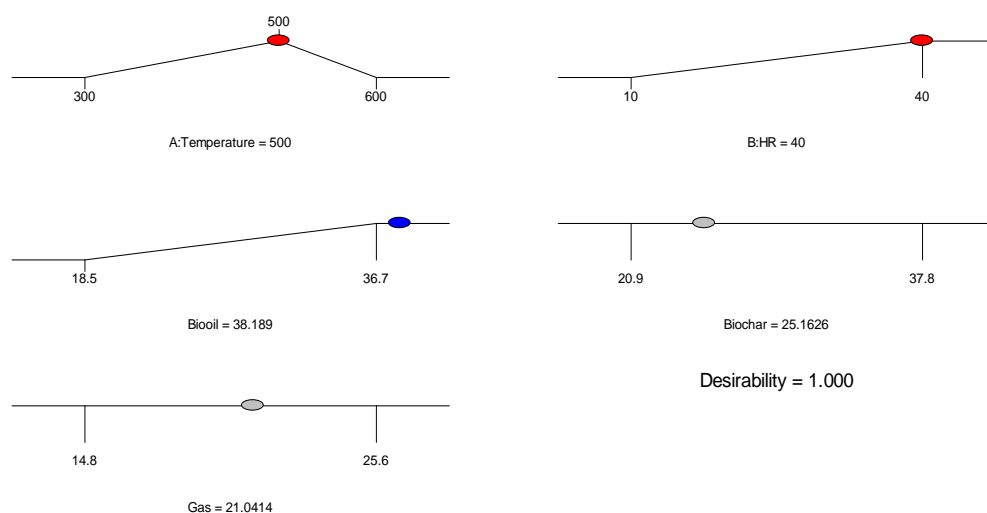 500
300
600
A:Temperature = 500
10
40
B:HR = 40
18.5
36.7
Biooil = 38.189
20.9
37.8
Biochar = 25.1626
Desirability = 1.000
14.8
25.6
Gas = 21.0414